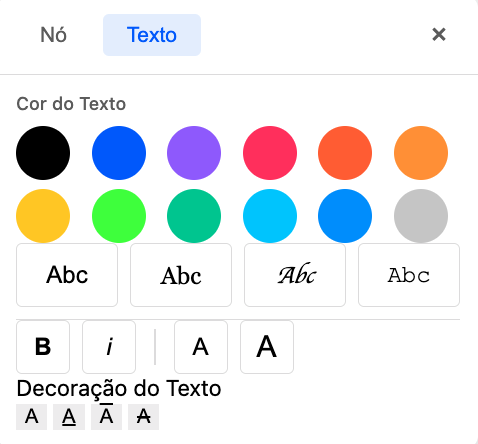 Nó Texto ×
Cor do Texto
Abc Abc Abc Abc
B i A A
Decoração do Texto
A A A A